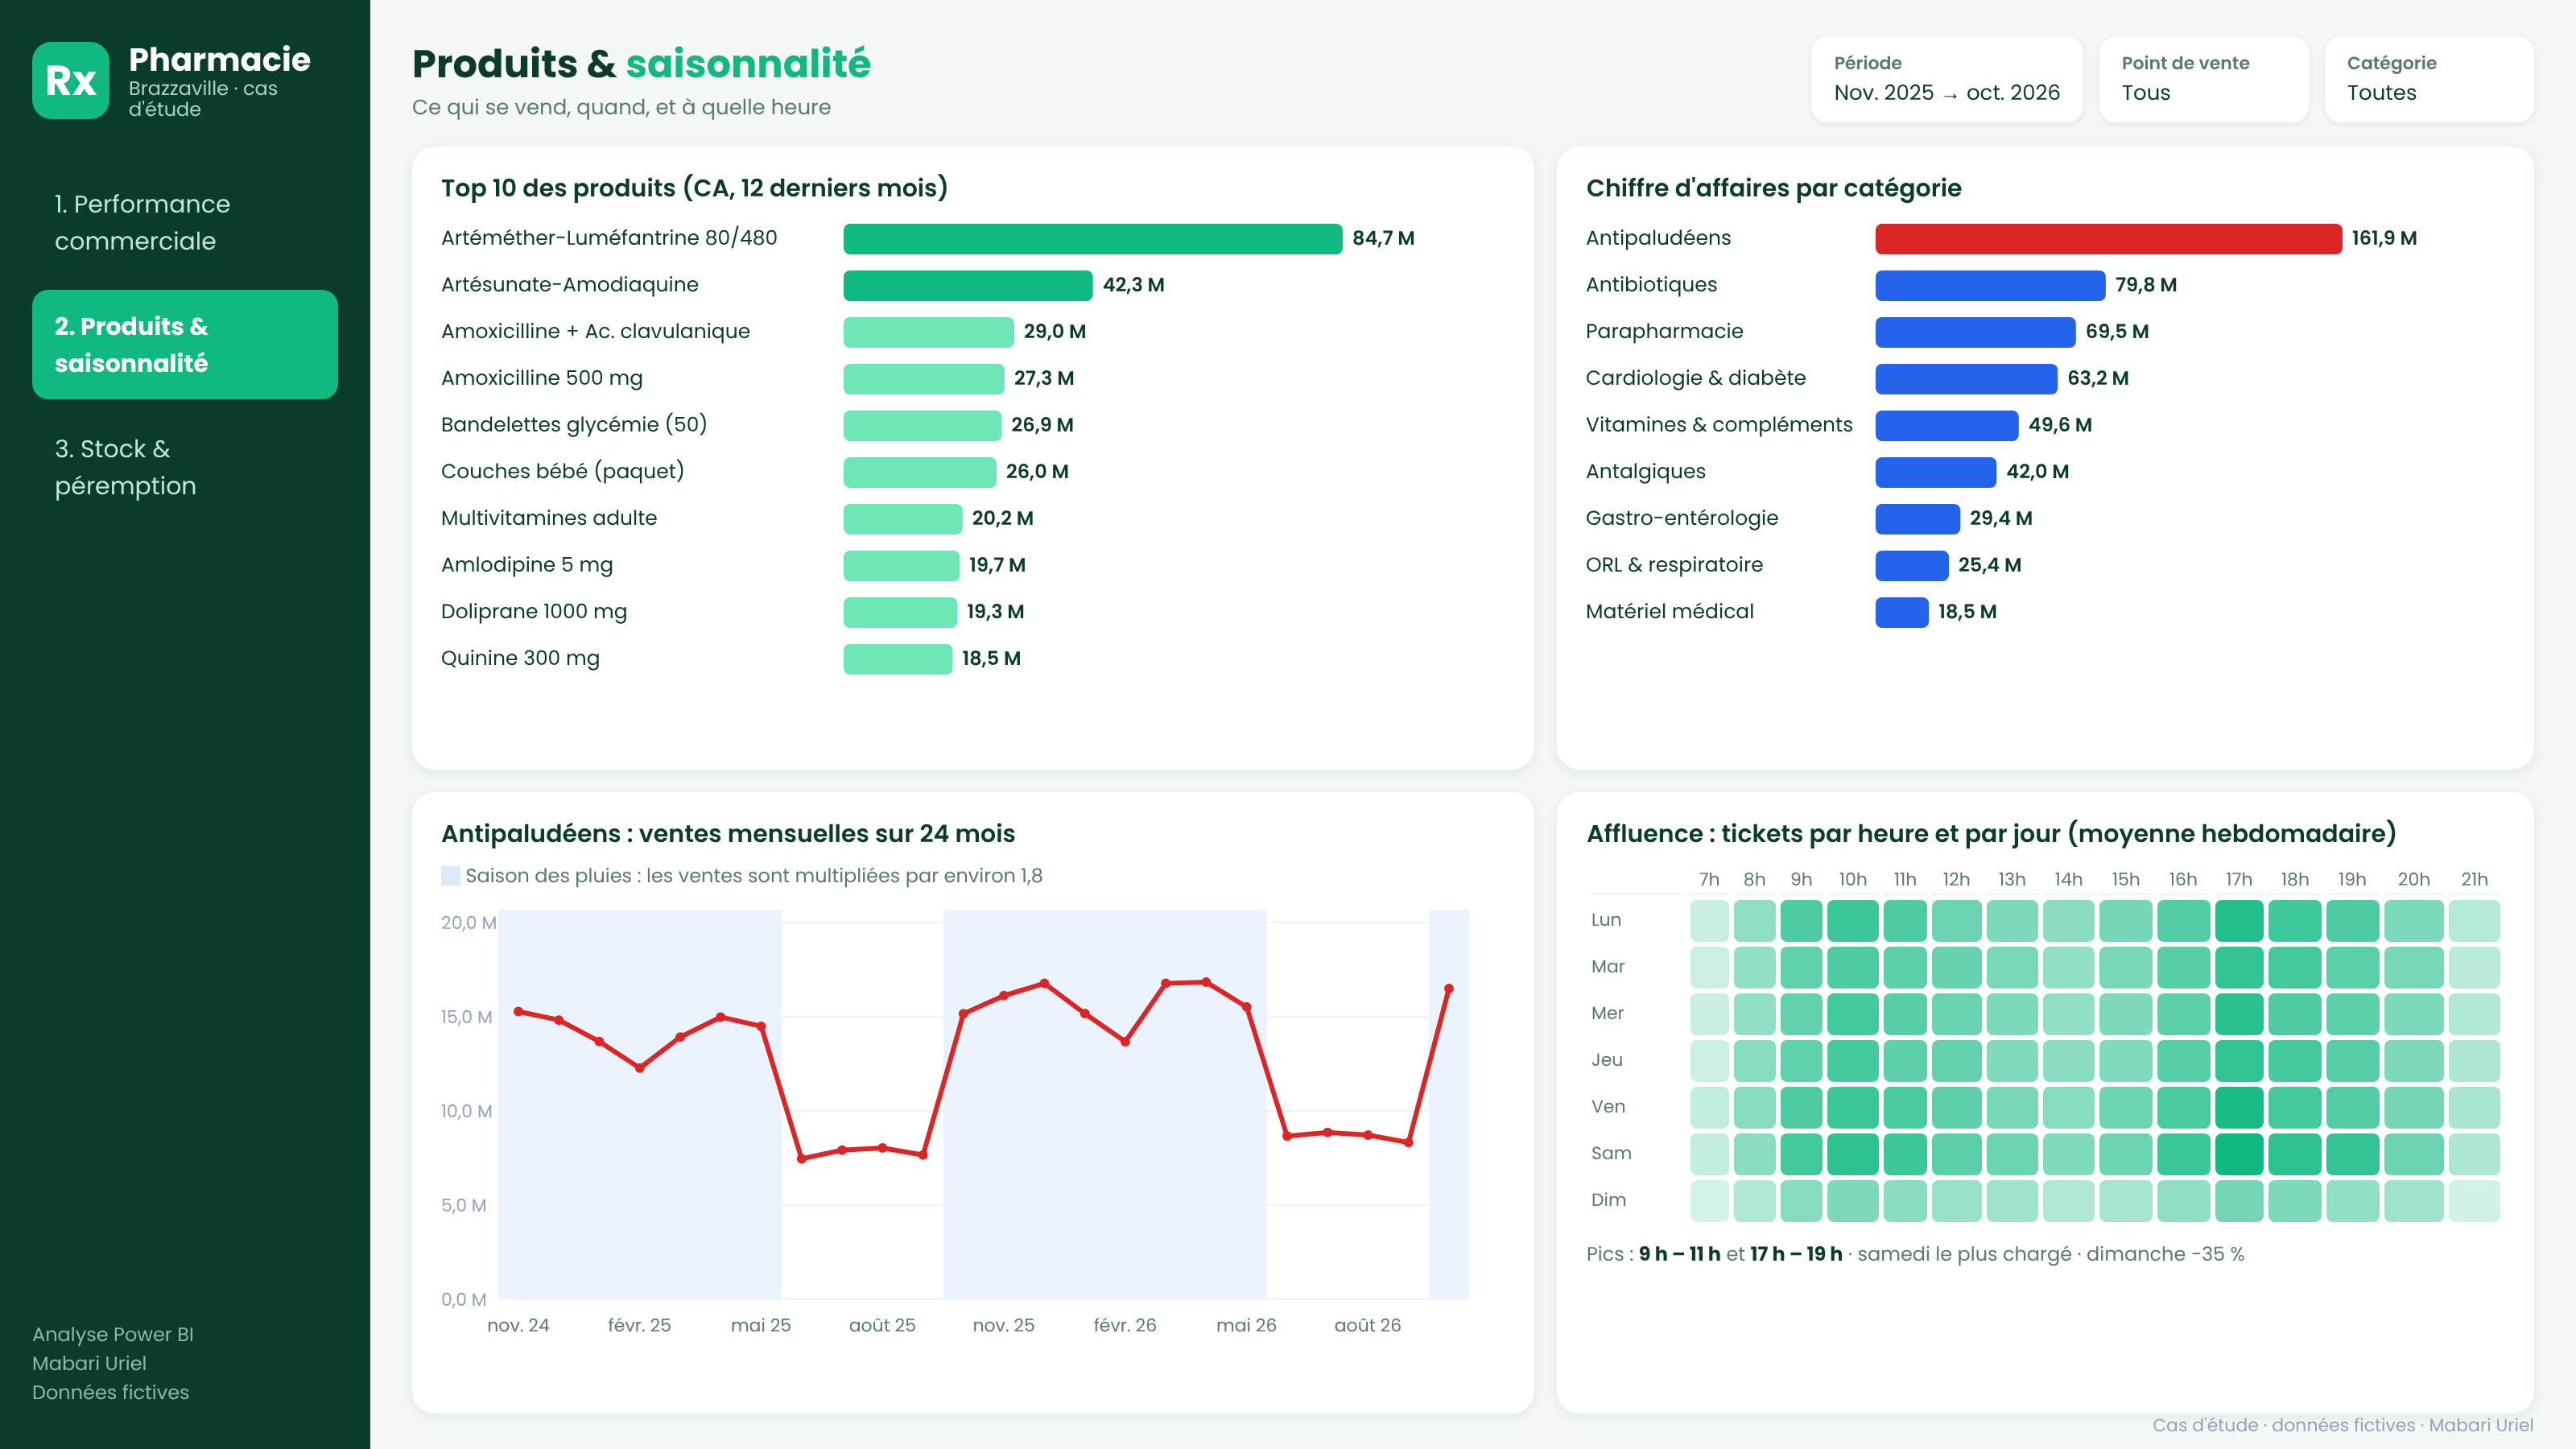 Rx
Pharmacie
Brazzaville · cas
d'étude
1. Performance
commerciale
2. Produits &
saisonnalité
3. Stock &
péremption
Analyse Power BI
Mabari Uriel
Données fictives
Produits & saisonnalité
Ce qui se vend, quand, et à quelle heure
Période
Nov. 2025 → oct. 2026
Point de vente
Tous
Catégorie
Toutes
Top 10 des produits (CA, 12 derniers mois)
Artéméther-Luméfantrine 80/480 84,7 M
Artésunate-Amodiaquine 42,3 M
Amoxicilline + Ac. clavulanique 29,0 M
Amoxicilline 500 mg 27,3 M
Bandelettes glycémie (50) 26,9 M
Couches bébé (paquet) 26,0 M
Multivitamines adulte 20,2 M
Amlodipine 5 mg 19,7 M
Doliprane 1000 mg 19,3 M
Quinine 300 mg 18,5 M
Chiffre d'affaires par catégorie
Antipaludéens 161,9 M
Antibiotiques 79,8 M
Parapharmacie 69,5 M
Cardiologie & diabète 63,2 M
Vitamines & compléments 49,6 M
Antalgiques 42,0 M
Gastro-entérologie 29,4 M
ORL & respiratoire 25,4 M
Matériel médical 18,5 M
Antipaludéens : ventes mensuelles sur 24 mois
Saison des pluies : les ventes sont multipliées par environ 1,8
20,0 M
15,0 M
10,0 M
5,0 M
0,0 M
nov. 24 févr. 25 mai 25 août 25 nov. 25 févr. 26 mai 26 août 26
Affluence : tickets par heure et par jour (moyenne hebdomadaire)
7h 8h 9h 10h 11h 12h 13h 14h 15h 16h 17h 18h 19h 20h 21h
Lun
Mar
Mer
Jeu
Ven
Sam
Dim
Pics : 9 h – 11 h et 17 h – 19 h · samedi le plus chargé · dimanche -35 %
Cas d'étude · données fictives · Mabari Uriel